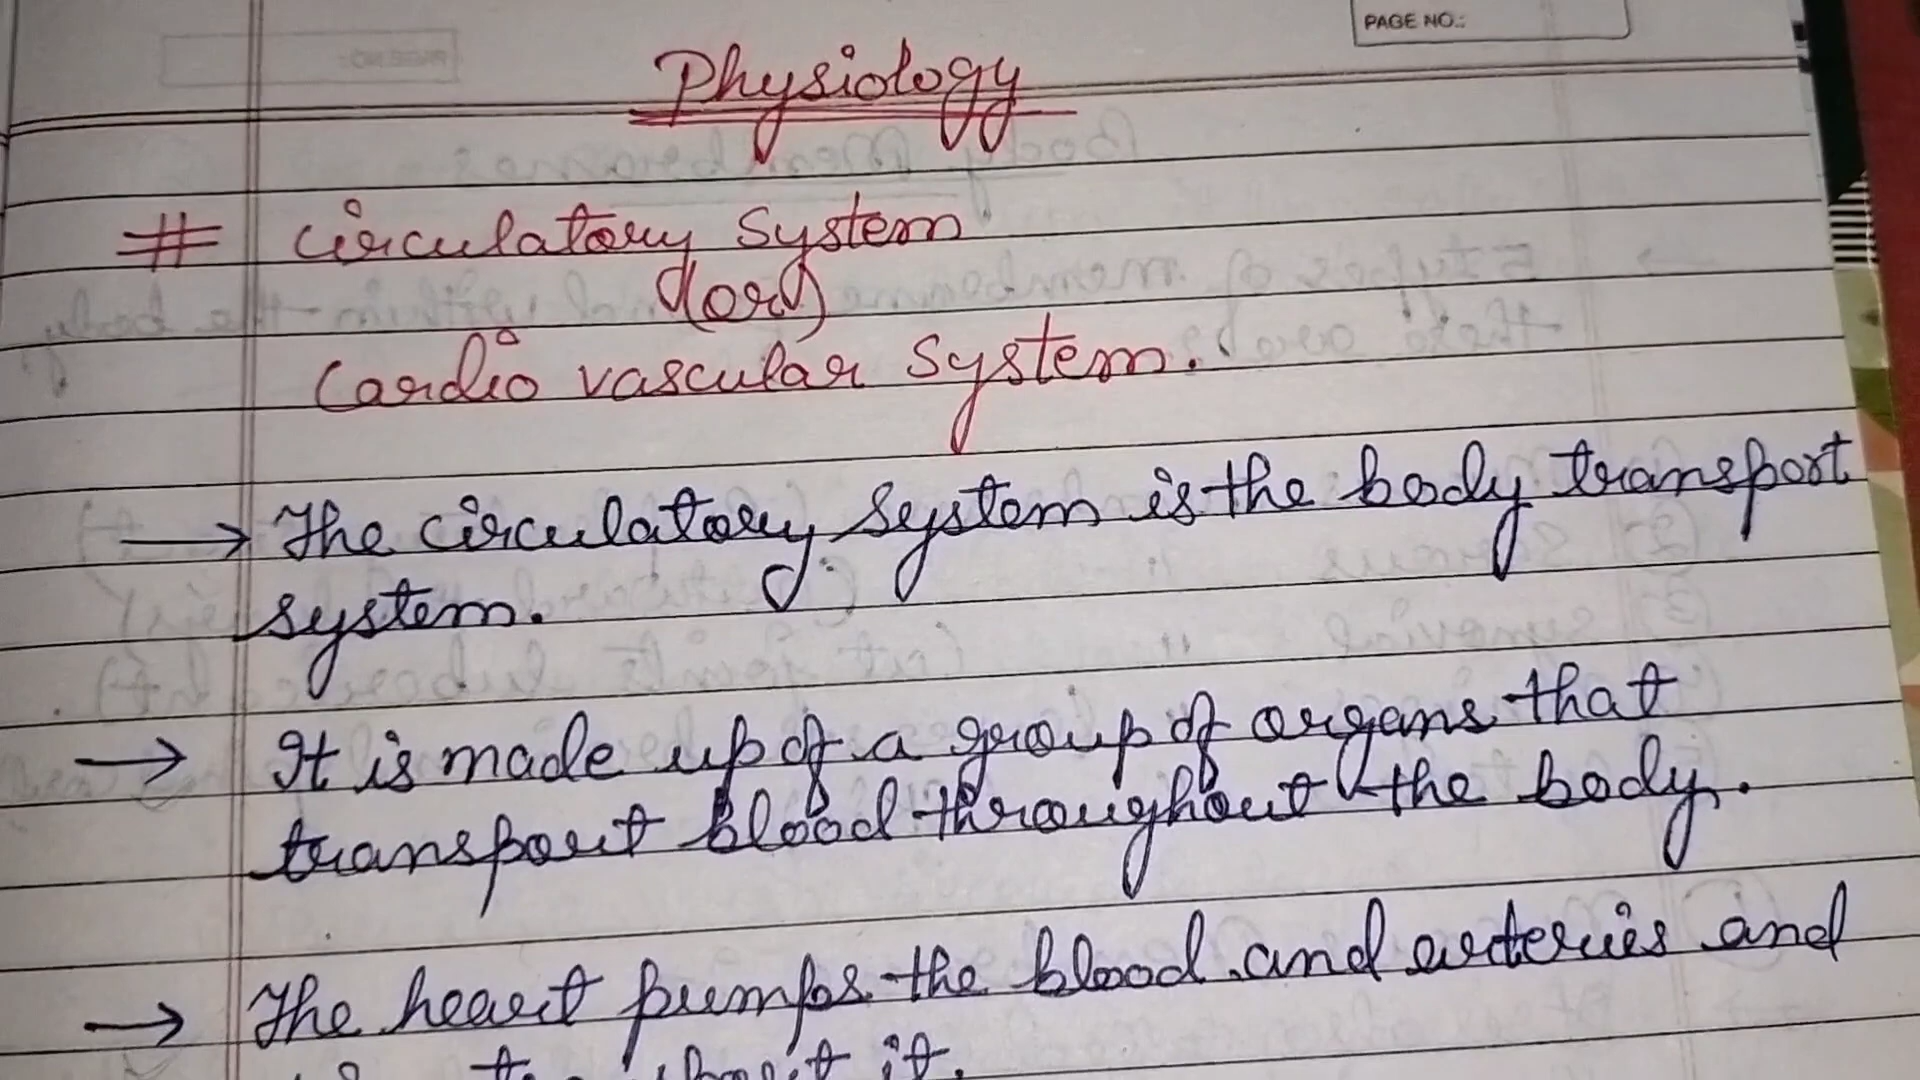 PAGE NO.:
Physiology
# Circulatory System
(or)
Cardio vascular System.
→ The circulatory system is the body transport
system.
→ It is made up of a group of organs that
transport blood throughout the body.
→ The heart pumps the blood and arteries and
it.